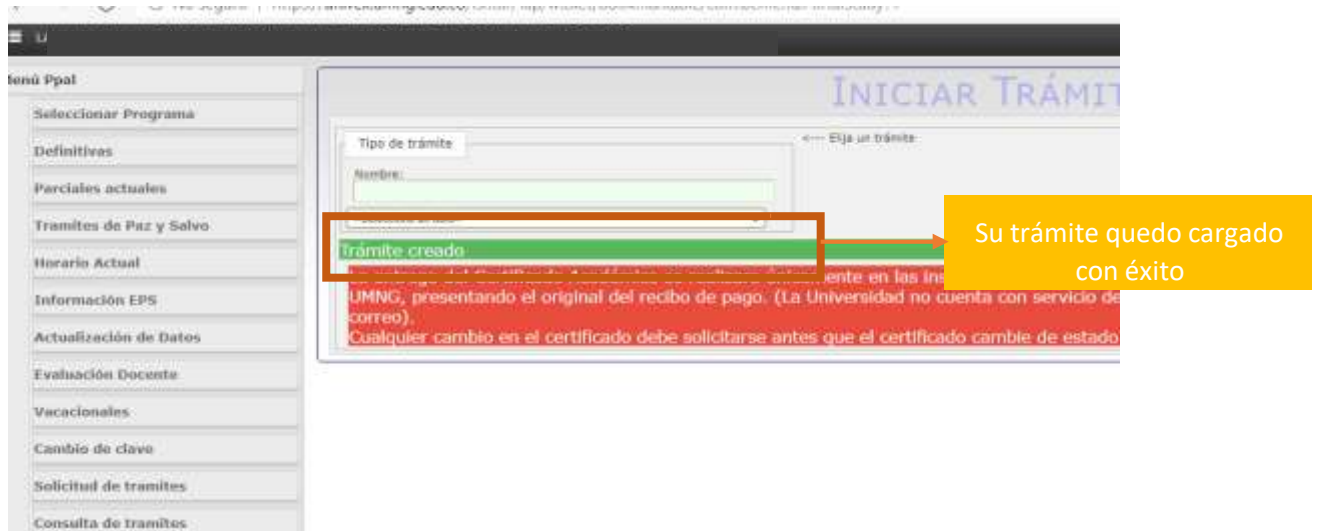 No seguro
Menú Ppal
Seleccionar Programa
Definitivas
Parciales actuales
Tramites de Paz y Salvo
Horario Actual
Información EPS
Actualización de Datos
Evaluación Docente
Vacacionales
Cambio de clave
Solicitud de tramites
Consulta de tramites
INICIAR TRÁMIT
Tipo de trámite
<--- Elija un trámite
Nombre:
Trámite creado
en las
UMNG, presentando el original del recibo de pago. (La Universidad no cuenta con servicio de
correo).
Cualquier cambio en el certificado debe solicitarse antes que el certificado cambie de estado
Su trámite quedo cargado
con éxito